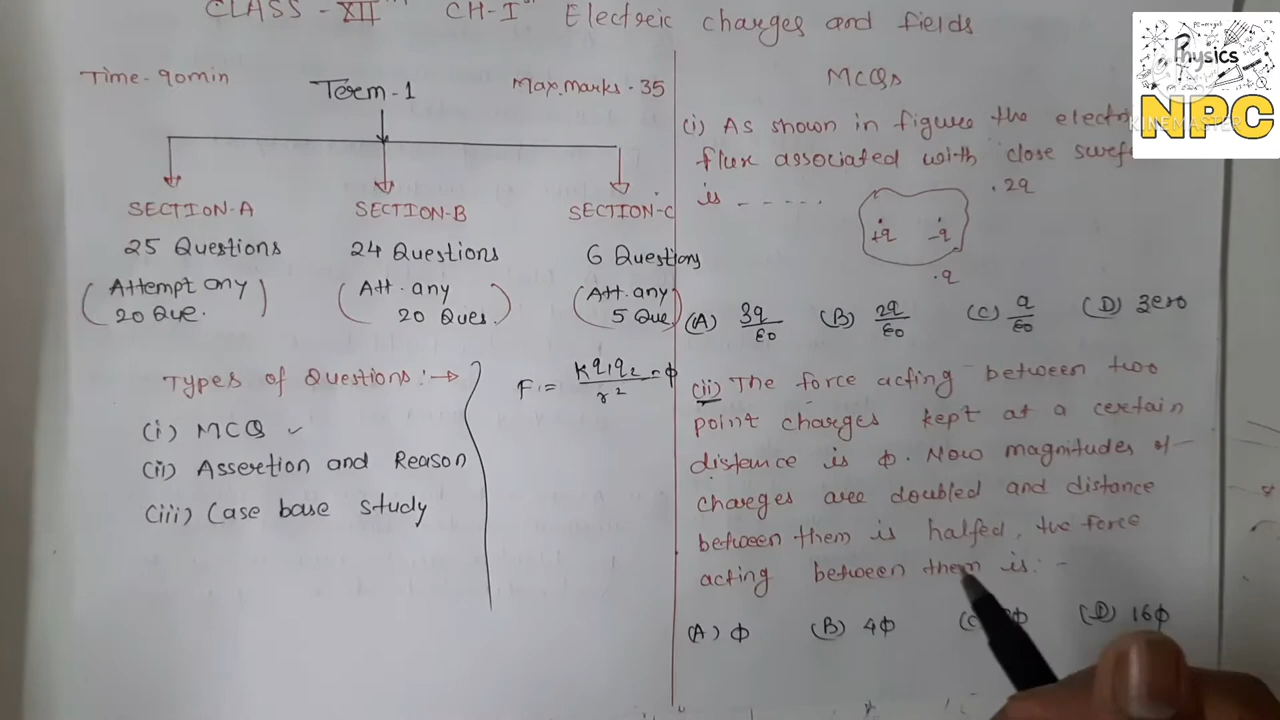 CLASS - XII CH-I Electric charges and fields
Time - 90min
Term-1
Max. marks - 35
SECTION-A
SECTION-B
SECTION-C
25 Questions
24 Questions
6 Questions
(Attempt any 20 Que.)
(Att. any 20 Ques.)
(Att. any 5 Que)
Types of Questions :→
(i) MCQ ✓
(ii) Assertion and Reason
(iii) Case base study
F1 = Kq1q2 / r² = ϕ
MCQs
(i) As shown in figure the electri
flux associated with close surf
is - - - - -
.2q
+q -q
.q
(A) 3q/ε0 (B) 2q/ε0 (C) q/ε0 (D) zero
(ii) The force acting between two
point charges kept at a certain
distance is ϕ. Now magnitudes of
charges are doubled and distance
between them is halfed, the force
acting between them is: -
(A) ϕ (B) 4ϕ (C ϕ (D) 16ϕ
Physics
NPC
KINEMASTER